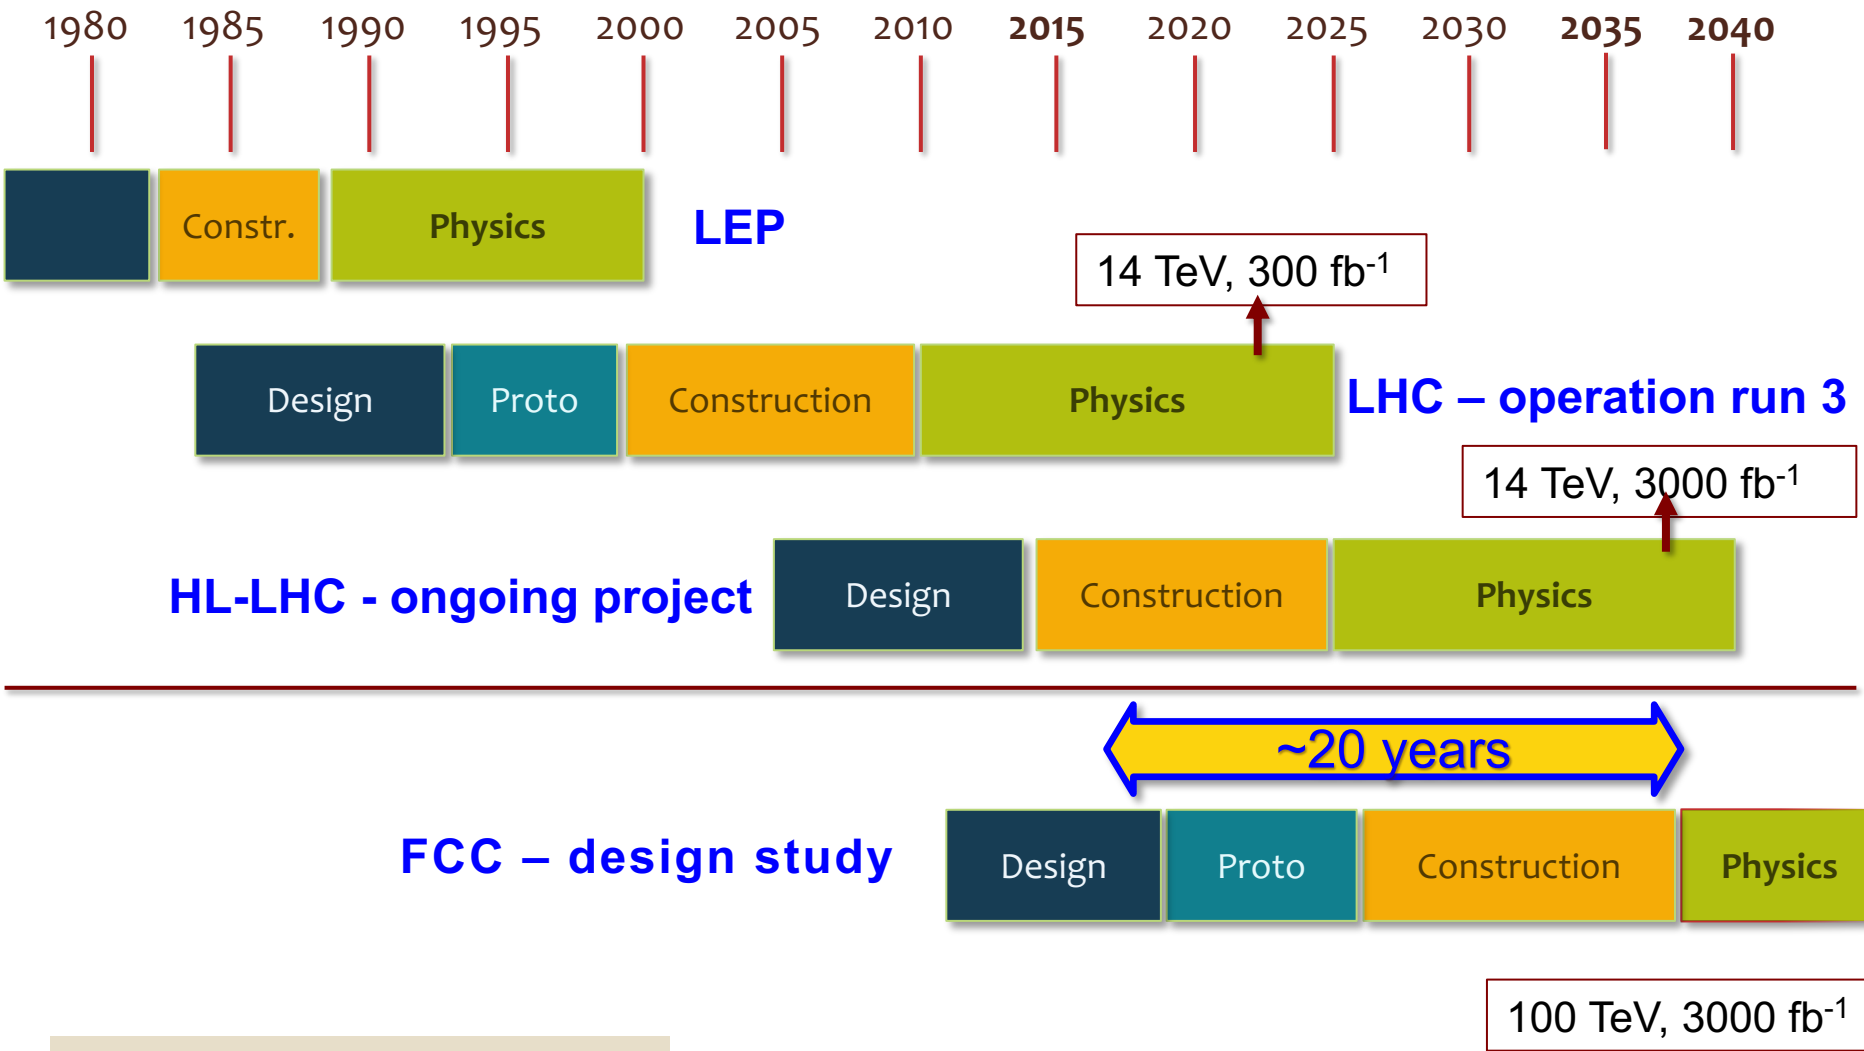 1980 1985 1990 1995 2000 2005 2010 2015 2020 2025 2030 2035 2040
Constr. Physics LEP
14 TeV, 300 fb-1
Design Proto Construction Physics LHC – operation run 3
14 TeV, 3000 fb-1
HL-LHC - ongoing project Design Construction Physics
~20 years
FCC – design study Design Proto Construction Physics
100 TeV, 3000 fb-1